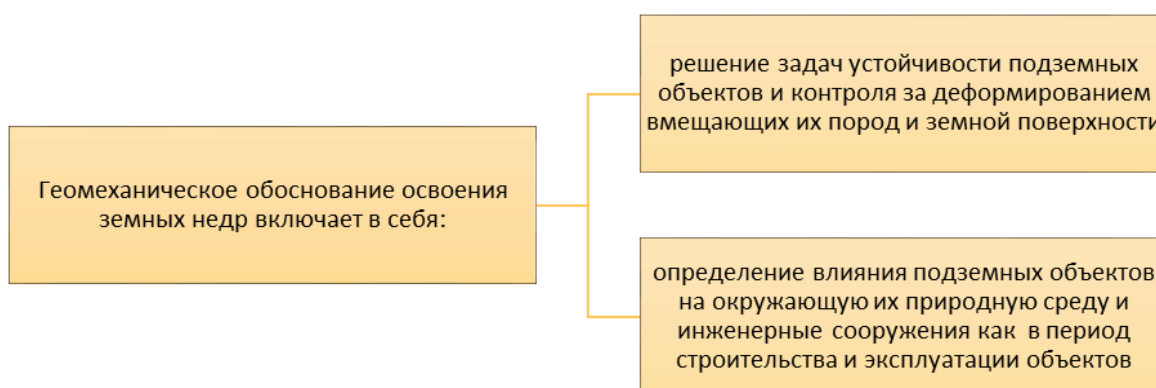 Геомеханическое обоснование освоения
земных недр включает в себя:
решение задач устойчивости подземных
объектов и контроля за деформированием
вмещающих их пород и земной поверхности
определение влияния подземных объектов
на окружающую их природную среду и
инженерные сооружения как в период
строительства и эксплуатации объектов